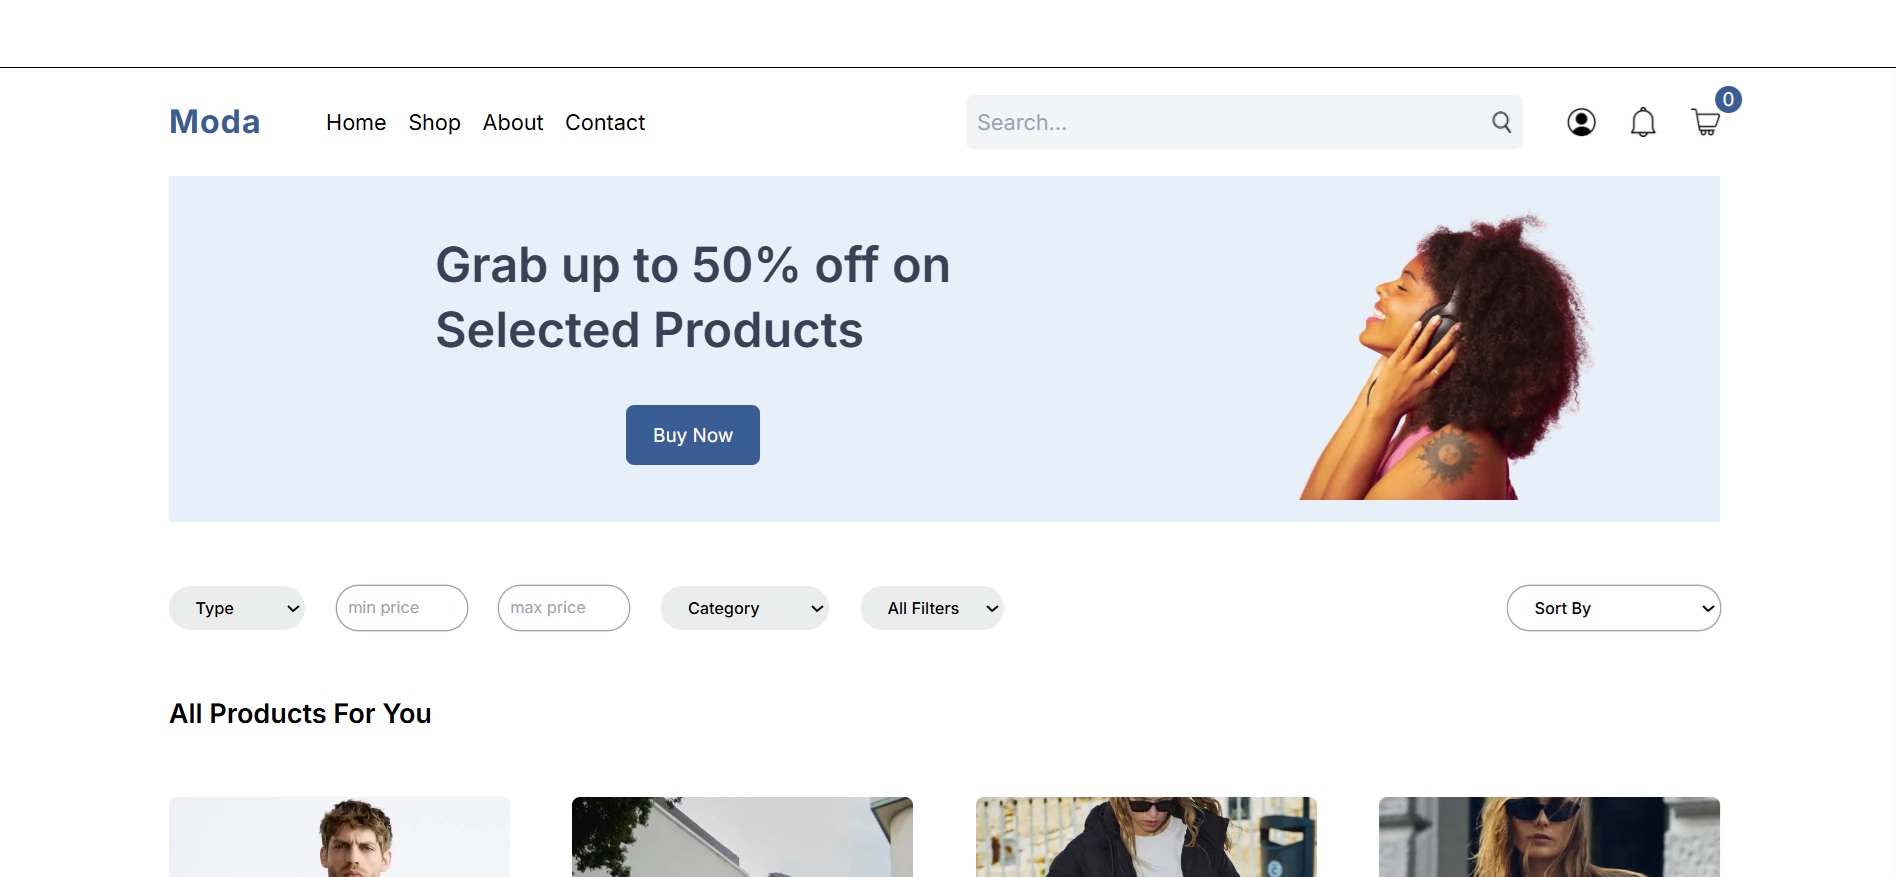 Moda
Home Shop About Contact
Search...
0
Grab up to 50% off on
Selected Products
Buy Now
Type
min price
max price
Category
All Filters
Sort By
All Products For You